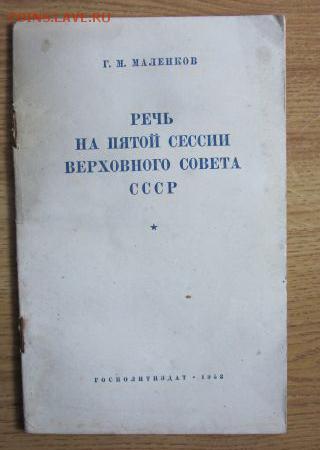 COINS.LAVE.RU
Г. М. МАЛЕНКОВ
РЕЧЬ
НА ПЯТОЙ СЕССИИ
ВЕРХОВНОГО СОВЕТА
СССР
ГОСПОЛИТИЗДАТ · 1953